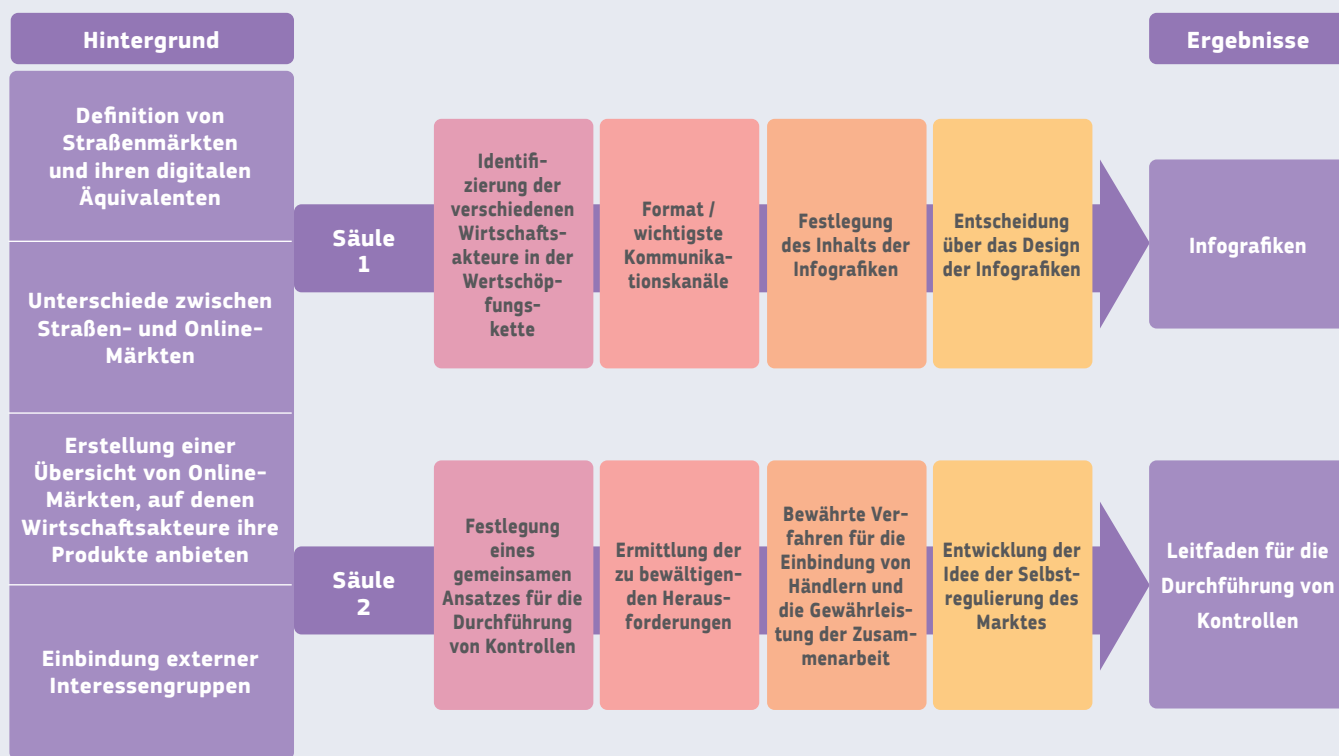 Hintergrund
Definition von
Straßenmärkten
und ihren digitalen
Äquivalenten
Unterschiede zwischen
Straßen- und Online-
Märkten
Erstellung einer
Übersicht von Online-
Märkten, auf denen
Wirtschaftsakteure ihre
Produkte anbieten
Einbindung externer
Interessengruppen
Säule
1
Identifi-
zierung der
verschiedenen
Wirtschafts-
akteure in der
Wertschöp-
fungs-
kette
Format /
wichtigste
Kommunika-
tionskanäle
Festlegung
des Inhalts der
Infografiken
Entscheidung
über das Design
der Infografiken
Säule
2
Festlegung
eines
gemeinsamen
Ansatzes für die
Durchführung
von Kontrollen
Ermittlung der
zu bewältigen-
den Heraus-
forderungen
Bewährte Ver-
fahren für die
Einbindung von
Händlern und
die Gewährleis-
tung der Zusam-
menarbeit
Entwicklung der
Idee der Selbst-
regulierung des
Marktes
Ergebnisse
Infografiken
Leitfaden für die
Durchführung von
Kontrollen